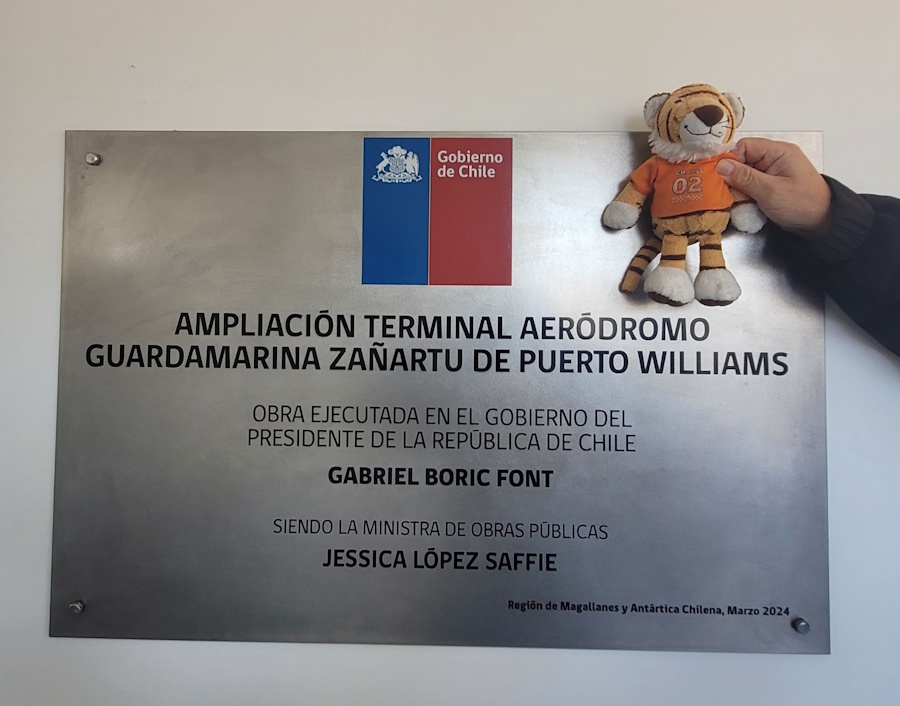 Gobierno
de Chile
02
AMPLIACIÓN TERMINAL AERÓDROMO
GUARDAMARINA ZAÑARTU DE PUERTO WILLIAMS
OBRA EJECUTADA EN EL GOBIERNO DEL
PRESIDENTE DE LA REPÚBLICA DE CHILE
GABRIEL BORIC FONT
SIENDO LA MINISTRA DE OBRAS PÚBLICAS
JESSICA LÓPEZ SAFFIE
Región de Magallanes y Antártica Chilena, Marzo 2024